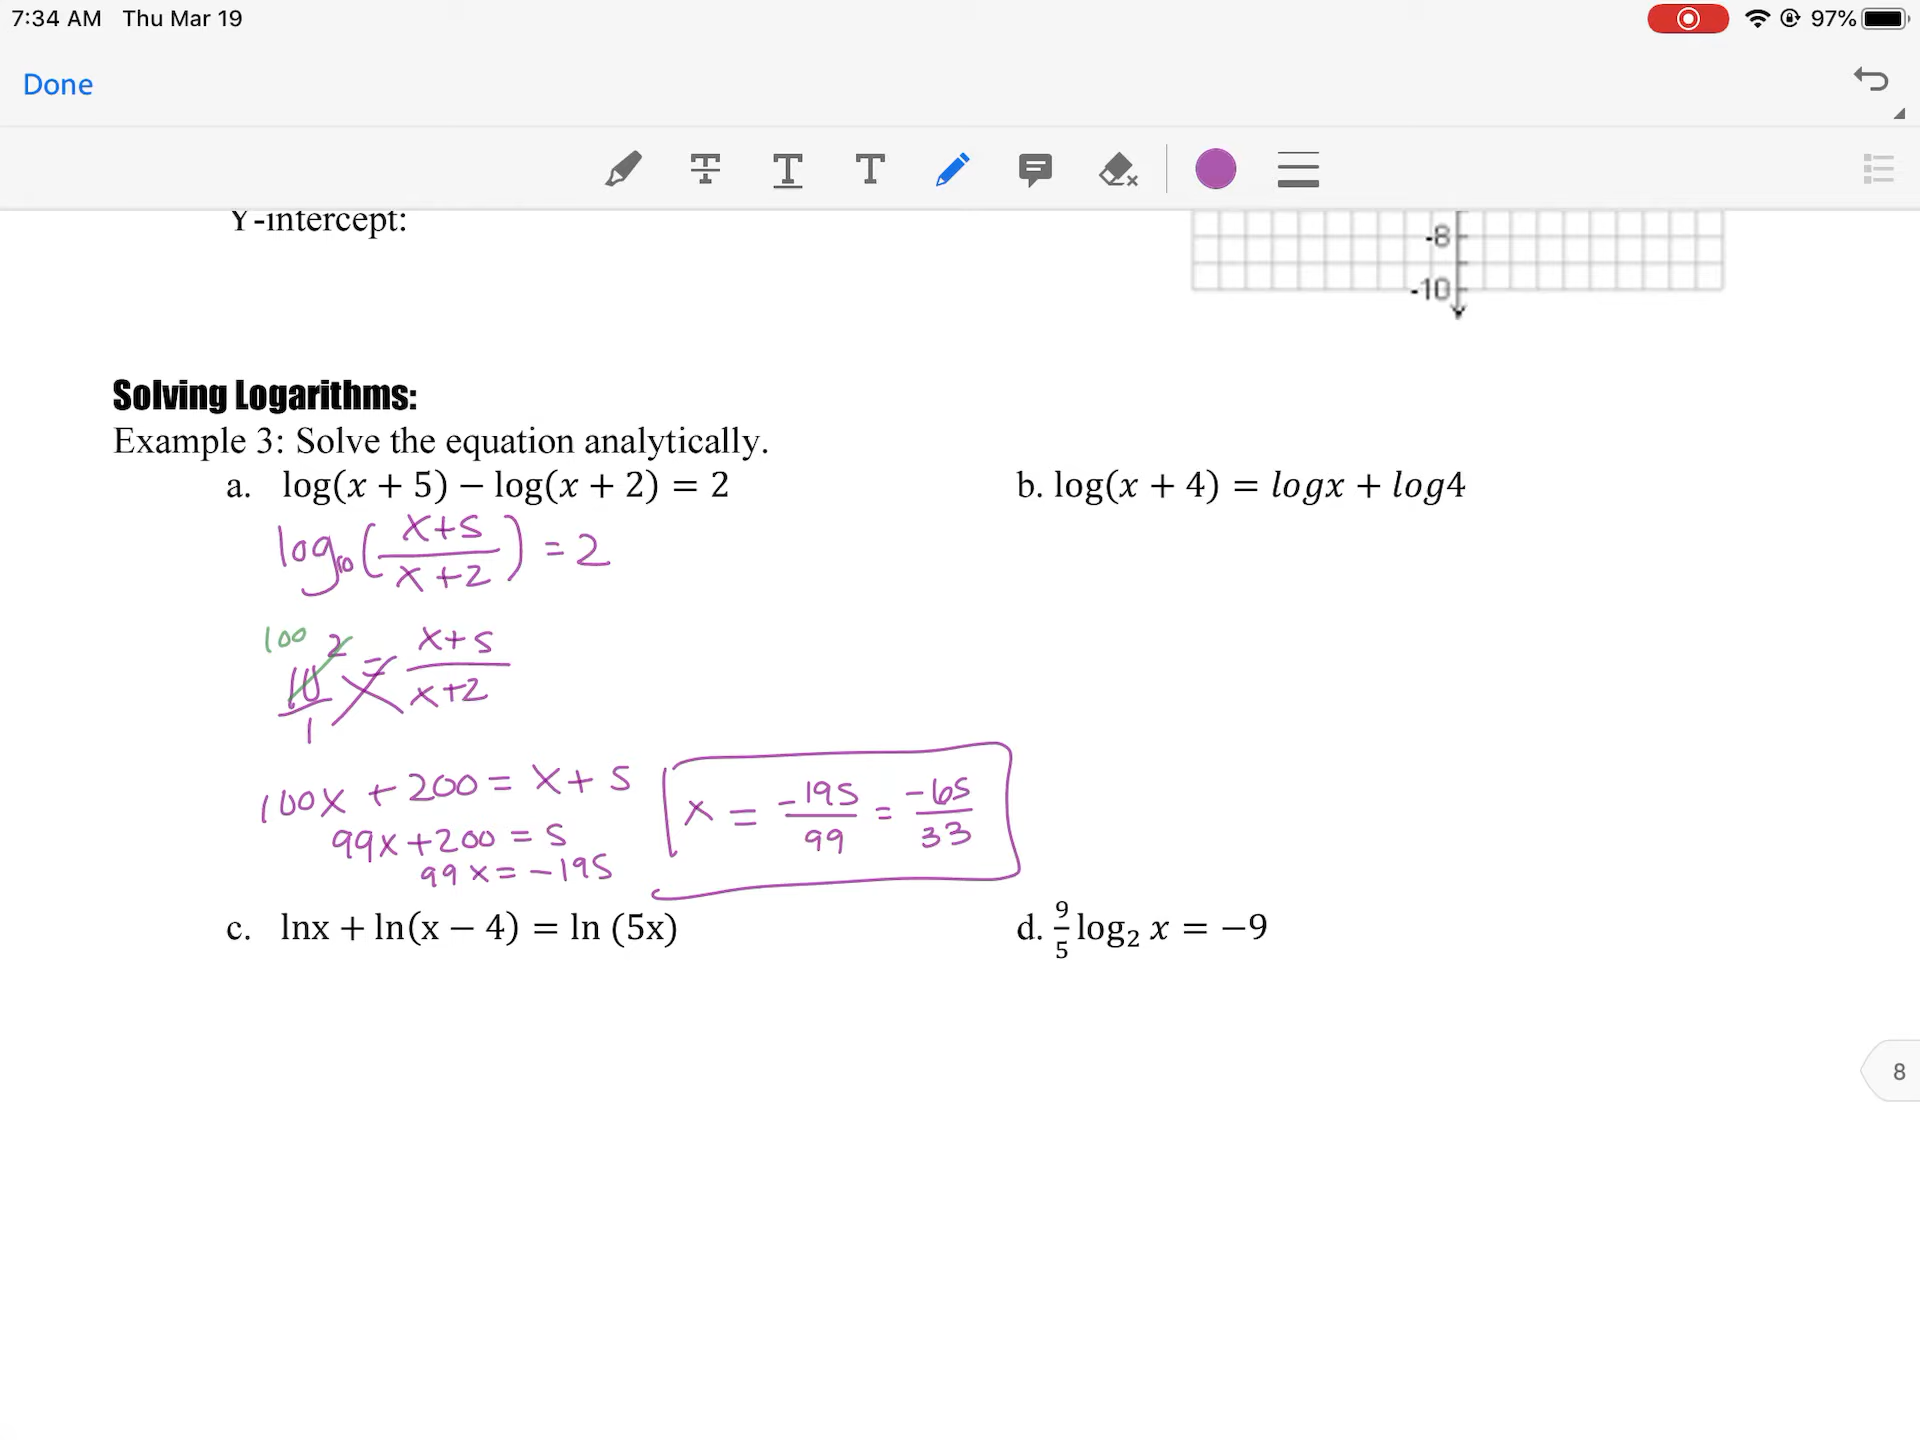 7:34 AM Thu Mar 19
97%
Done
Y-intercept:
-8
-10
Solving Logarithms:
Example 3: Solve the equation analytically.
a. log(x + 5) − log(x + 2) = 2
b. log(x + 4) = logx + log4
log₁₀(x+5/x+2) = 2
100
10² = x+5/x+2
1
100x + 200 = x + 5
99x+200 = 5
99x = -195
x = -195/99 = -65/33
c. lnx + ln(x − 4) = ln (5x)
d. 9/5 log₂ x = −9
8